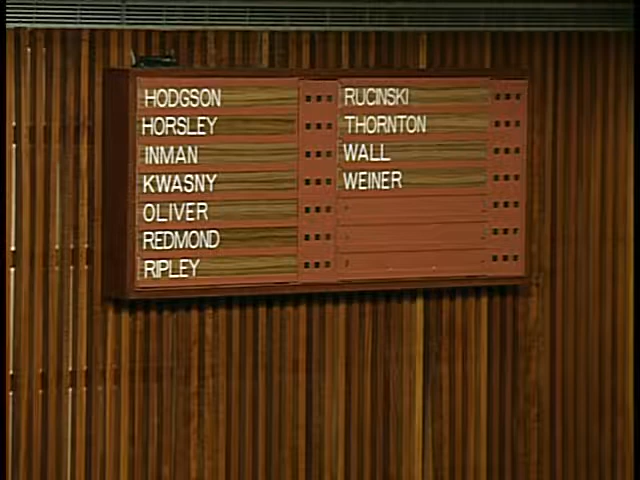 HODGSON
HORSLEY
INMAN
KWASNY
OLIVER
REDMOND
RIPLEY
RUCINSKI
THORNTON
WALL
WEINER